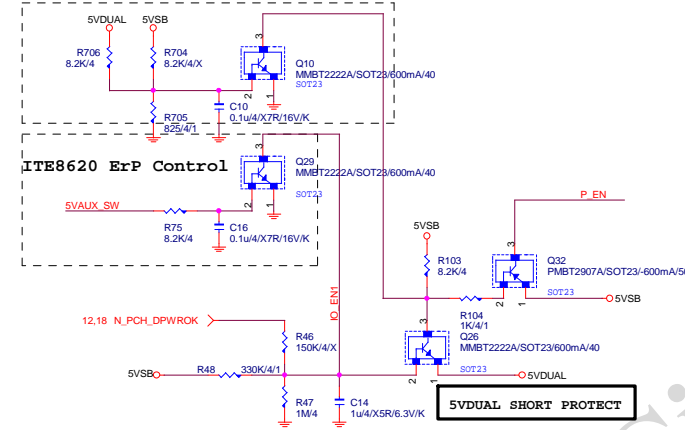 5VDUAL
5VSB
R706
8.2K/4
R704
8.2K/4/X
3
Q10
MMBT2222A/SOT23/600mA/40
SOT23
2
1
R705
825/4/1
C10
0.1u/4/X7R/16V/K
ITE8620 ErP Control
3
Q29
MMBT2222A/SOT23/600mA/40
SOT23
5VAUX_SW
2
1
R75
8.2K/4
C16
0.1u/4/X7R/16V/K
P_EN
5VSB
R103
8.2K/4
3
Q32
PMBT2907A/SOT23/-600mA/50
SOT23
2
1
5VSB
IO_EN1
R104
1K/4/1
12,18 N_PCH_DPWROK
R46
150K/4/X
3
Q26
MMBT2222A/SOT23/600mA/40
SOT23
5VSB
R48
330K/4/1
2
1
5VDUAL
R47
1M/4
C14
1u/4/X5R/6.3V/K
5VDUAL SHORT PROTECT